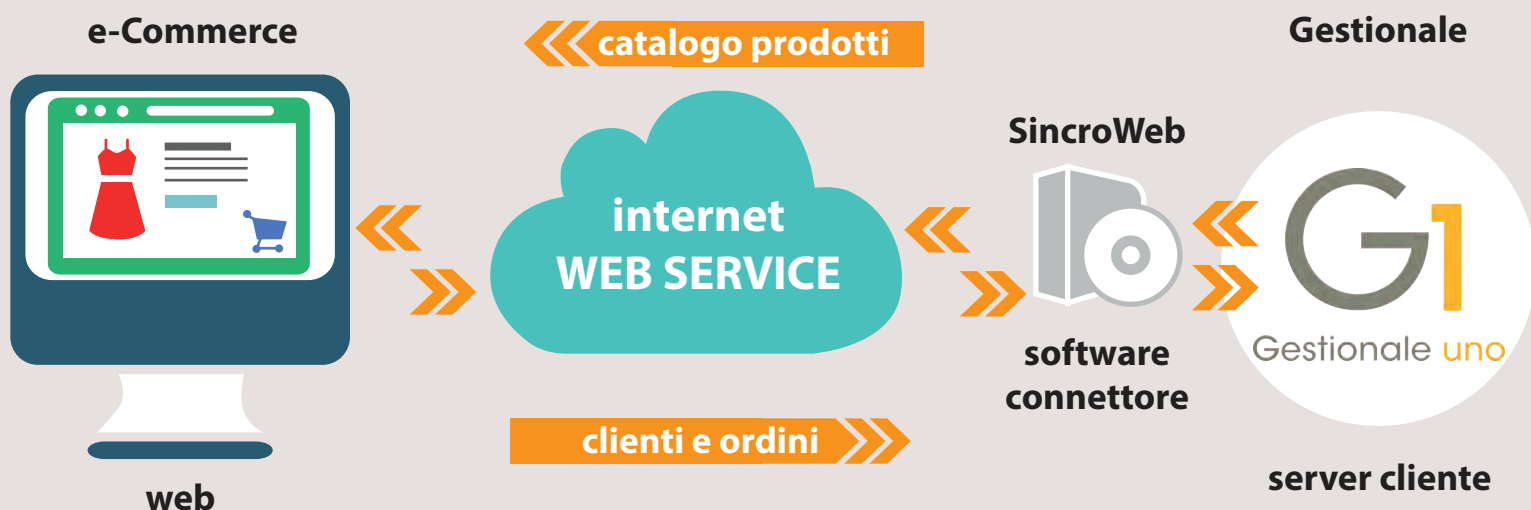 e-Commerce
catalogo prodotti
Gestionale
SincroWeb
internet
WEB SERVICE
G1
Gestionale uno
software
connettore
clienti e ordini
server cliente
web